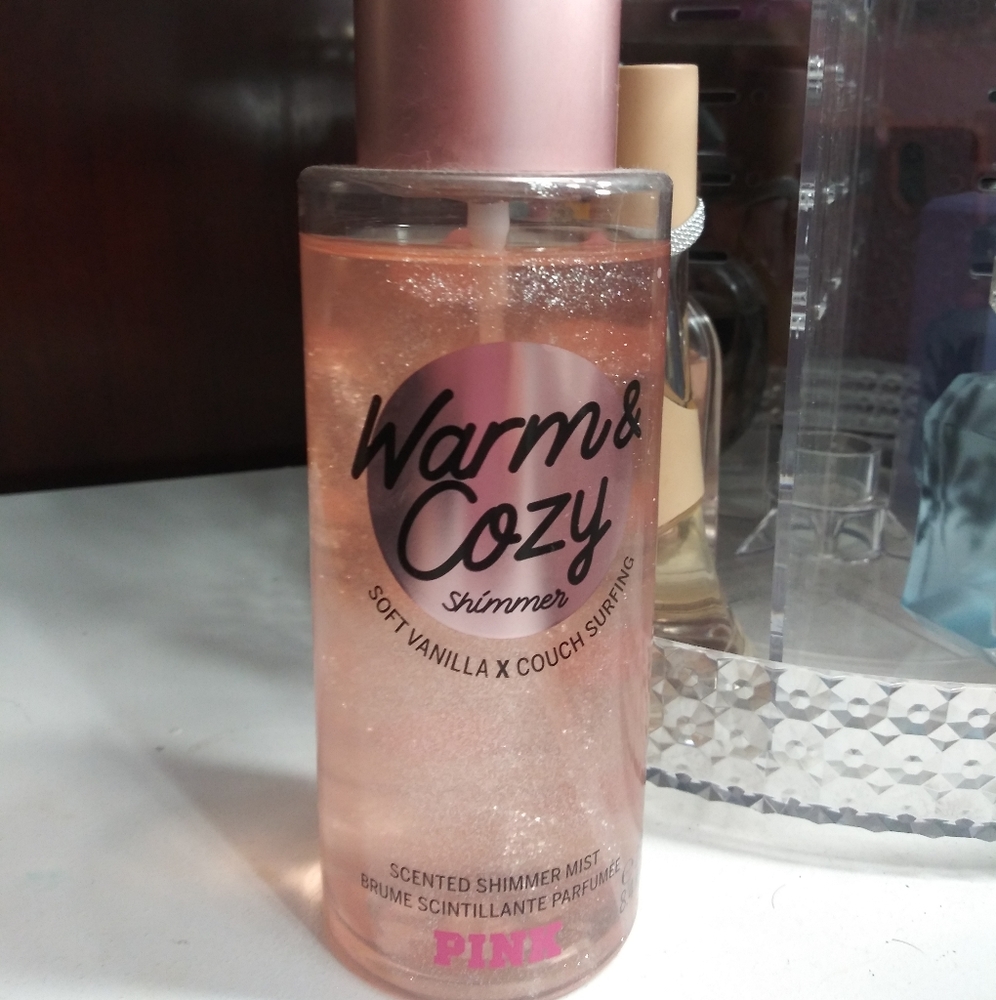 Warm &
Cozy
shimmer
SOFT VANILLA X COUCH SURFING
SCENTED SHIMMER MIST
BRUME SCINTILLANTE PARFUMÉE
PINK